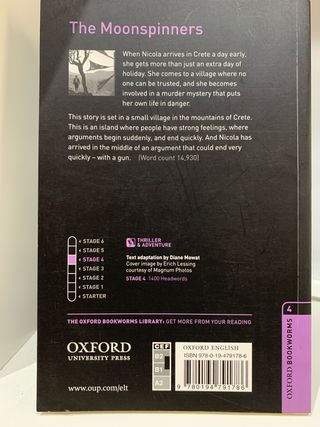 The Moonspinners
When Nicola arrives in Crete a day early,
she gets more than just an extra day of
holiday. She comes to a village where no
one can be trusted, and she becomes
involved in a murder mystery that puts
her own life in danger.
This story is set in a small village in the mountains of Crete.
This is an island where people have strong feelings, where
arguments begin suddenly, and end quickly. And Nicola has
arrived in the middle of an argument that could end very
quickly – with a gun. (Word count 14,930)
< STAGE 6
< STAGE 5
< STAGE 4
< STAGE 3
< STAGE 2
< STAGE 1
< STARTER
THRILLER
& ADVENTURE
Text adaptation by Diane Mowat
Cover image by Erich Lessing
courtesy of Magnum Photos
STAGE 4 1400 Headwords
THE OXFORD BOOKWORMS LIBRARY: GET MORE FROM YOUR READING
OXFORD
UNIVERSITY PRESS
www.oup.com/elt
CEF
B2
B1
A2
OXFORD ENGLISH
ISBN 978-0-19-479178-6
9 780194 791786
4
OXFORD BOOKWORMS